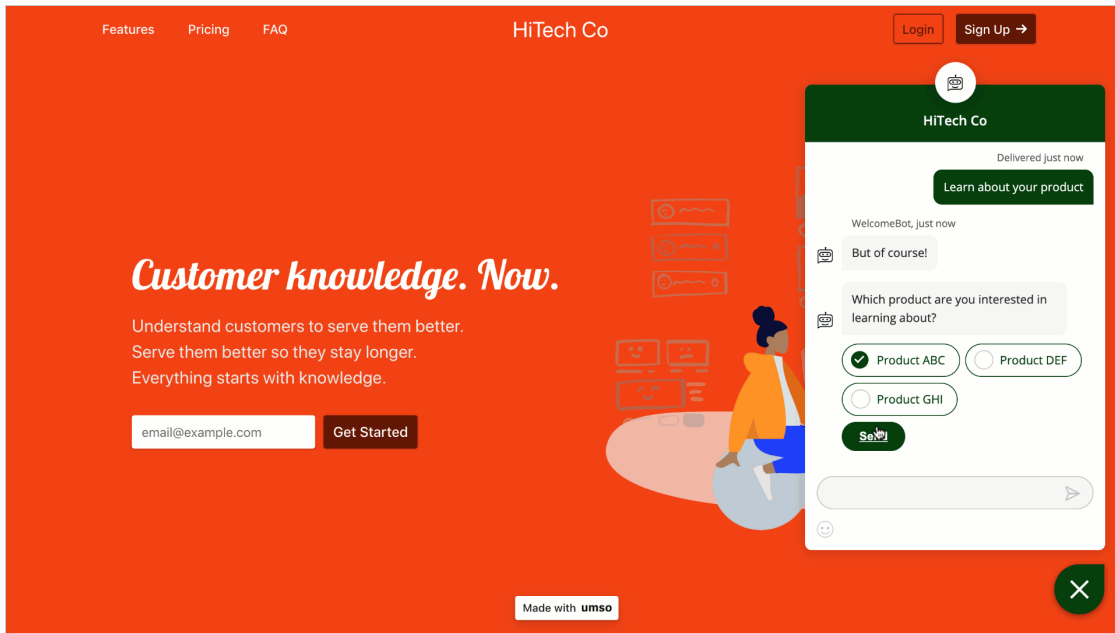 Features
Pricing
FAQ
HiTech Co
Login
Sign Up →
HiTech Co
Delivered just now
Learn about your product
WelcomeBot, just now
But of course!
Which product are you interested in
learning about?
Product ABC
Product DEF
Product GHI
Customer knowledge. Now.
Understand customers to serve them better.
Serve them better so they stay longer.
Everything starts with knowledge.
email@example.com
Get Started
Made with umso